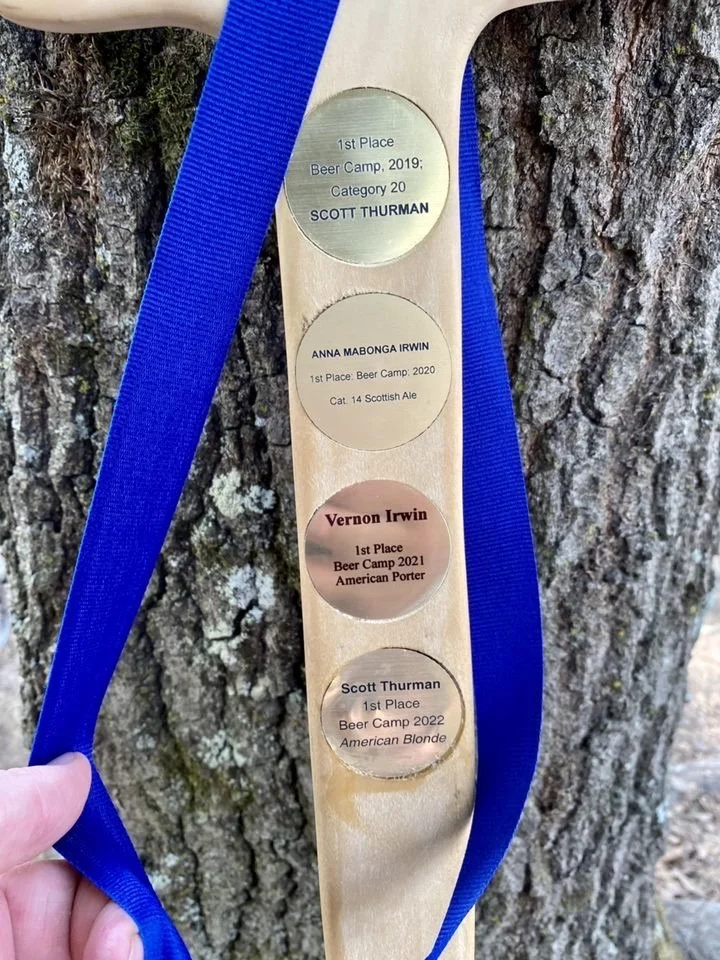 1st Place
Beer Camp, 2019;
Category 20
SCOTT THURMAN
ANNA MABONGA IRWIN
1st Place; Beer Camp; 2020
Cat. 14 Scottish Ale
Vernon Irwin
1st Place
Beer Camp 2021
American Porter
Scott Thurman
1st Place
Beer Camp 2022
American Blonde